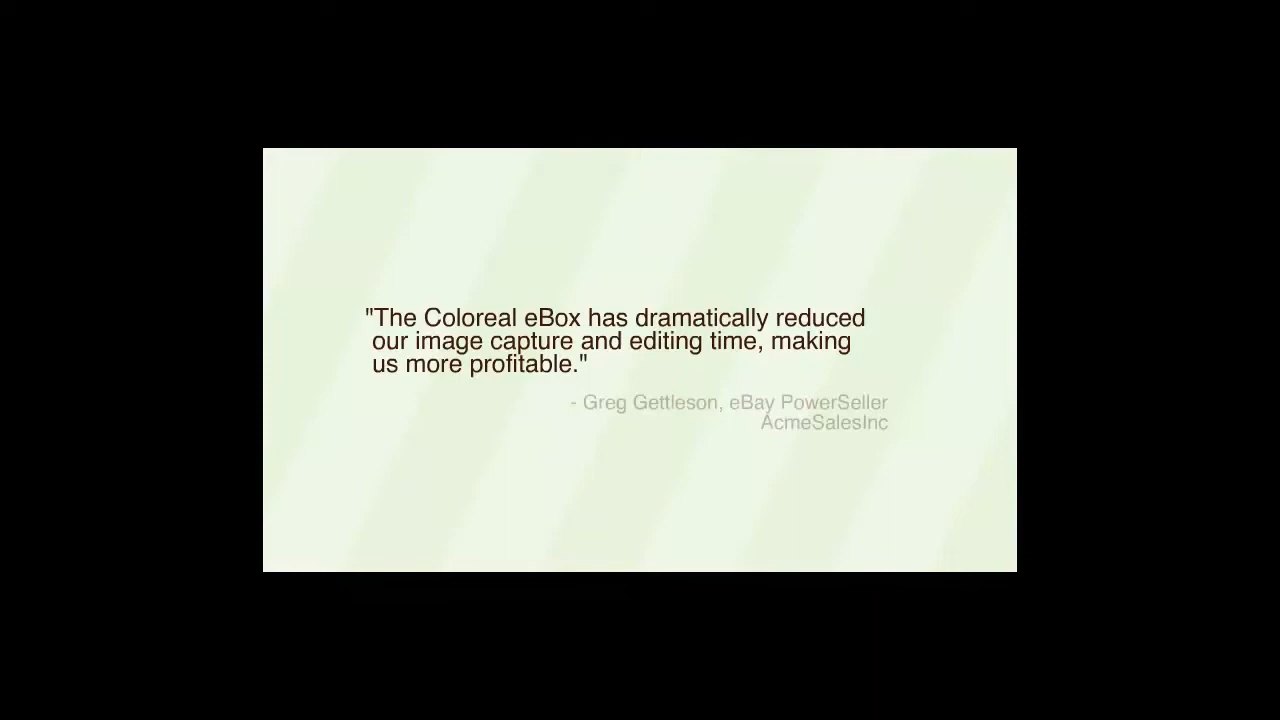 "The Coloreal eBox has dramatically reduced
our image capture and editing time, making
us more profitable."
- Greg Gettleson, eBay PowerSeller
AcmeSalesInc